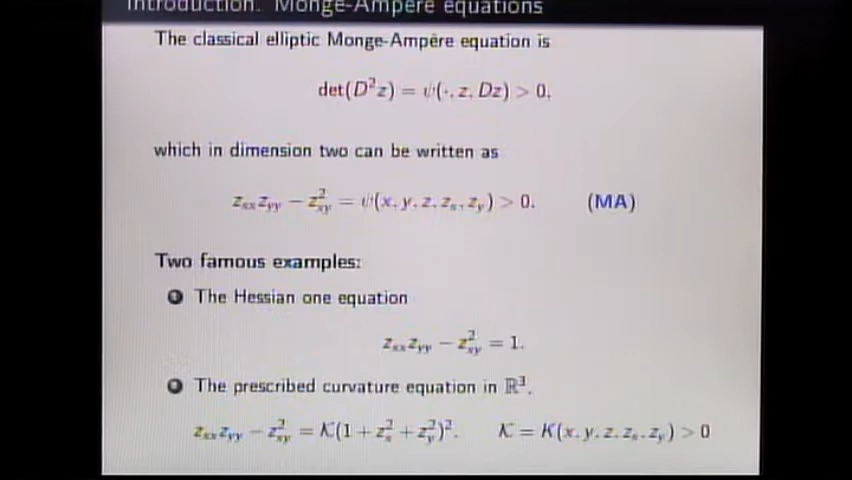 Introduction. Monge-Ampère equations
The classical elliptic Monge-Ampère equation is
det(D²z) = ψ(·, z, Dz) > 0,
which in dimension two can be written as
z_xx z_yy − z_xy² = ψ(x, y, z, z_x, z_y) > 0. (MA)
Two famous examples:
1 The Hessian one equation
z_xx z_yy − z_xy² = 1.
2 The prescribed curvature equation in ℝ³.
z_xx z_yy − z_xy² = K(1 + z_x² + z_y²)². K = K(x, y, z, z_x, z_y) > 0